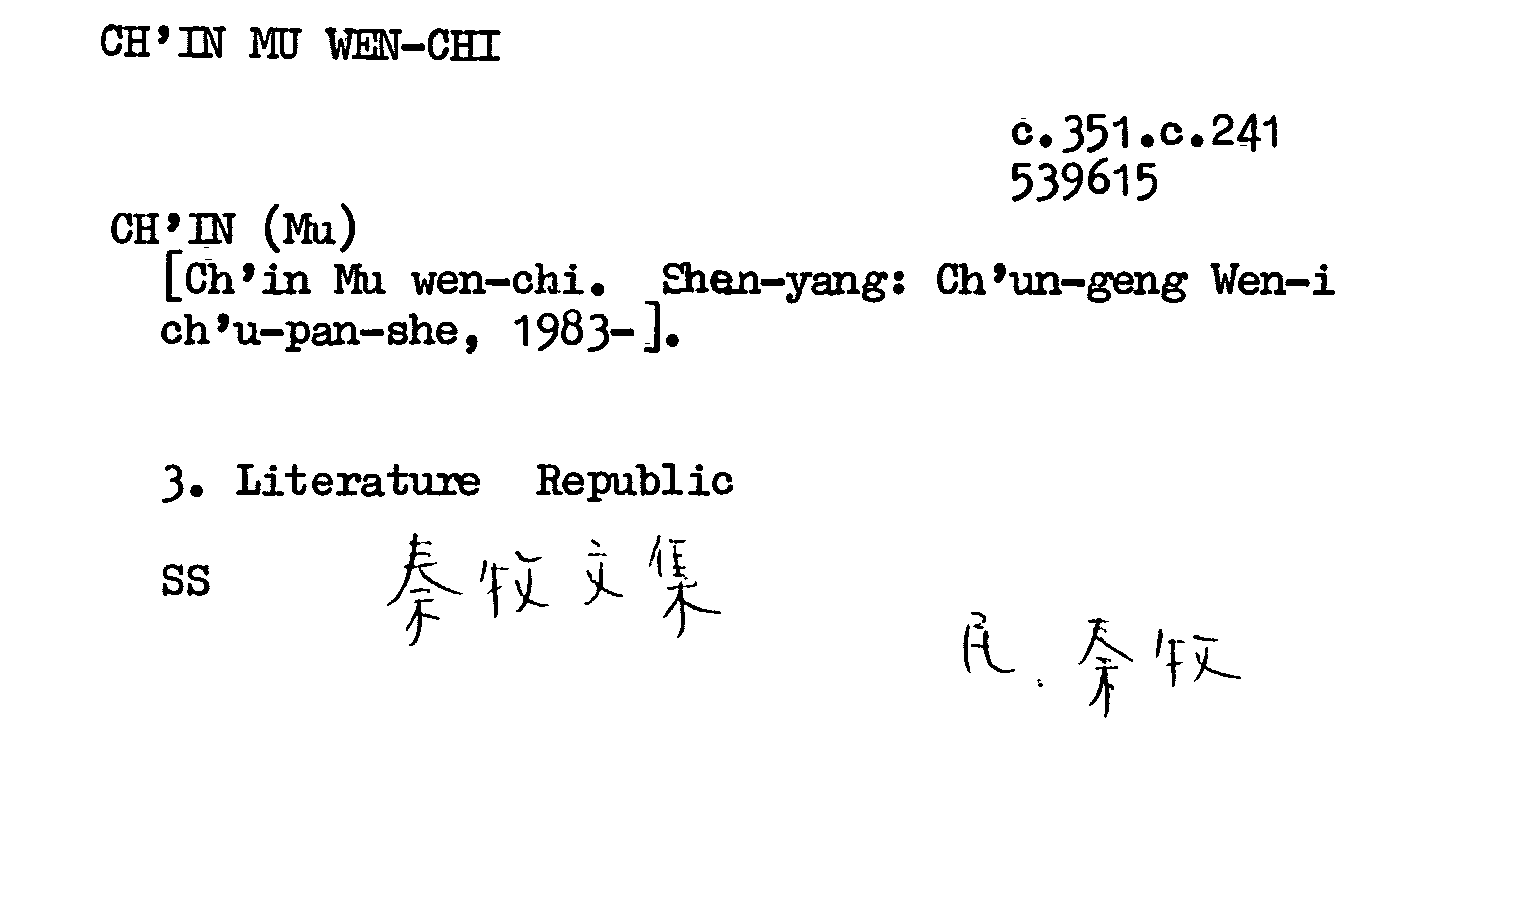 CH'IN MU WEN-CHI
c.351.c.241
539615
CH'IN (Mu)
[Ch'in Mu wen-chi. Shen-yang: Ch'un-geng Wen-i
ch'u-pan-she, 1983-].
3. Literature Republic
SS 秦牧文集
民. 秦牧